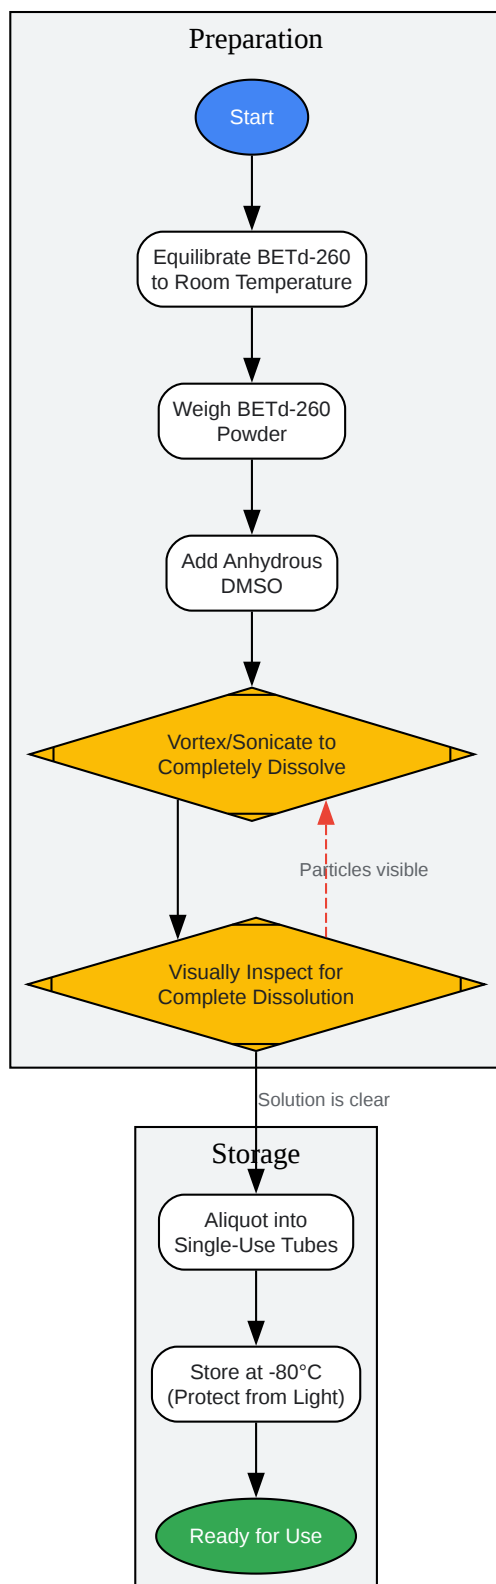 Preparation
Start
Equilibrate BETd-260
to Room Temperature
Weigh BETd-260
Powder
Add Anhydrous
DMSO
Vortex/Sonicate to
Completely Dissolve
Particles visible
Visually Inspect for
Complete Dissolution
Solution is clear
Storage
Aliquot into
Single-Use Tubes
Store at -80°C
(Protect from Light)
Ready for Use